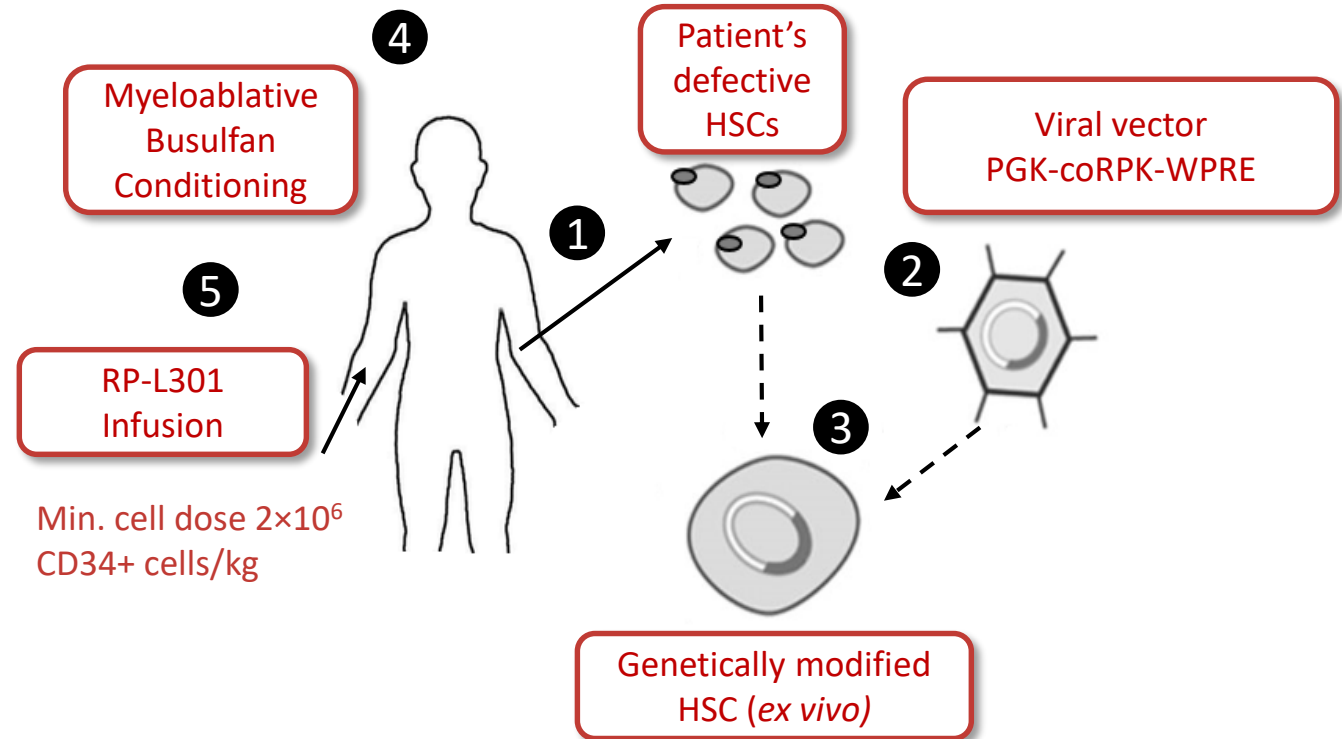 4
Myeloablative
Busulfan
Conditioning
Patient’s
defective
HSCs
Viral vector
PGK-coRPK-WPRE
1
2
5
RP-L301
Infusion
Min. cell dose 2×10⁶
CD34+ cells/kg
3
Genetically modified
HSC (ex vivo)